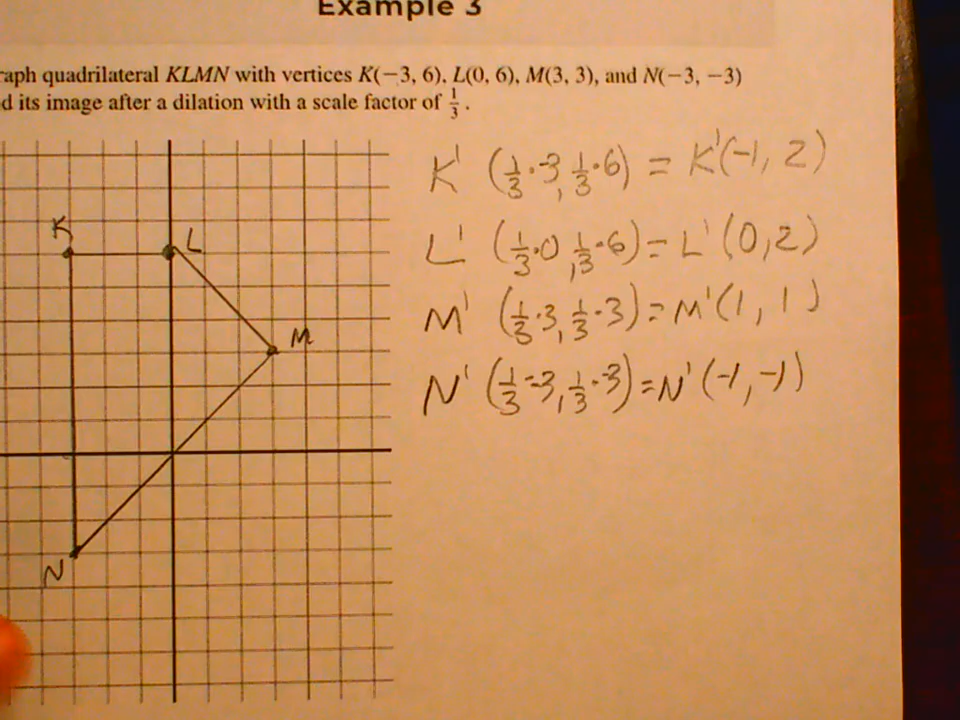 Example 3
raph quadrilateral KLMN with vertices K(−3, 6), L(0, 6), M(3, 3), and N(−3, −3)
d its image after a dilation with a scale factor of 1/3 .
K' (1/3 · -3, 1/3 · 6) = K'(-1, 2)
K
L
L' (1/3 · 0, 1/3 · 6) = L'(0, 2)
M' (1/3 · 3, 1/3 · 3) = M'(1, 1)
M
N' (1/3 · -3, 1/3 · -3) = N'(-1, -1)
N